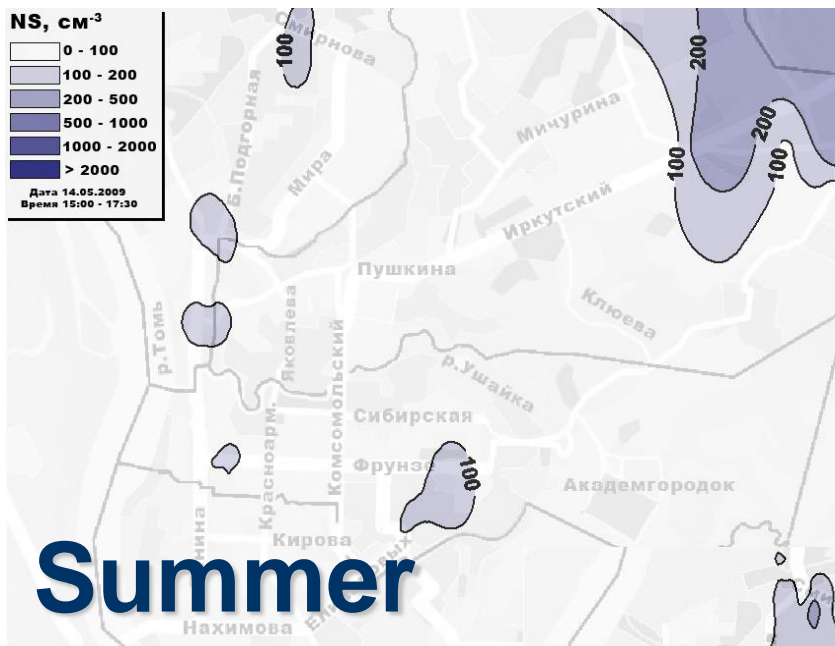 NS, см-3
0 - 100
100 - 200
200 - 500
500 - 1000
1000 - 2000
> 2000
Дата 14.05.2009
Время 15:00 - 17:30
Смирнова
100
200
Б.Подгорная
Мичурина
Мира
200
100
100
Иркутский
Пушкина
Клюева
р.Томь
Яковлева
Комсомольский
р.Ушайка
Красноарм.
Сибирская
Фрунзе
100
Академгородок
Кирова
Summer
Нахимова